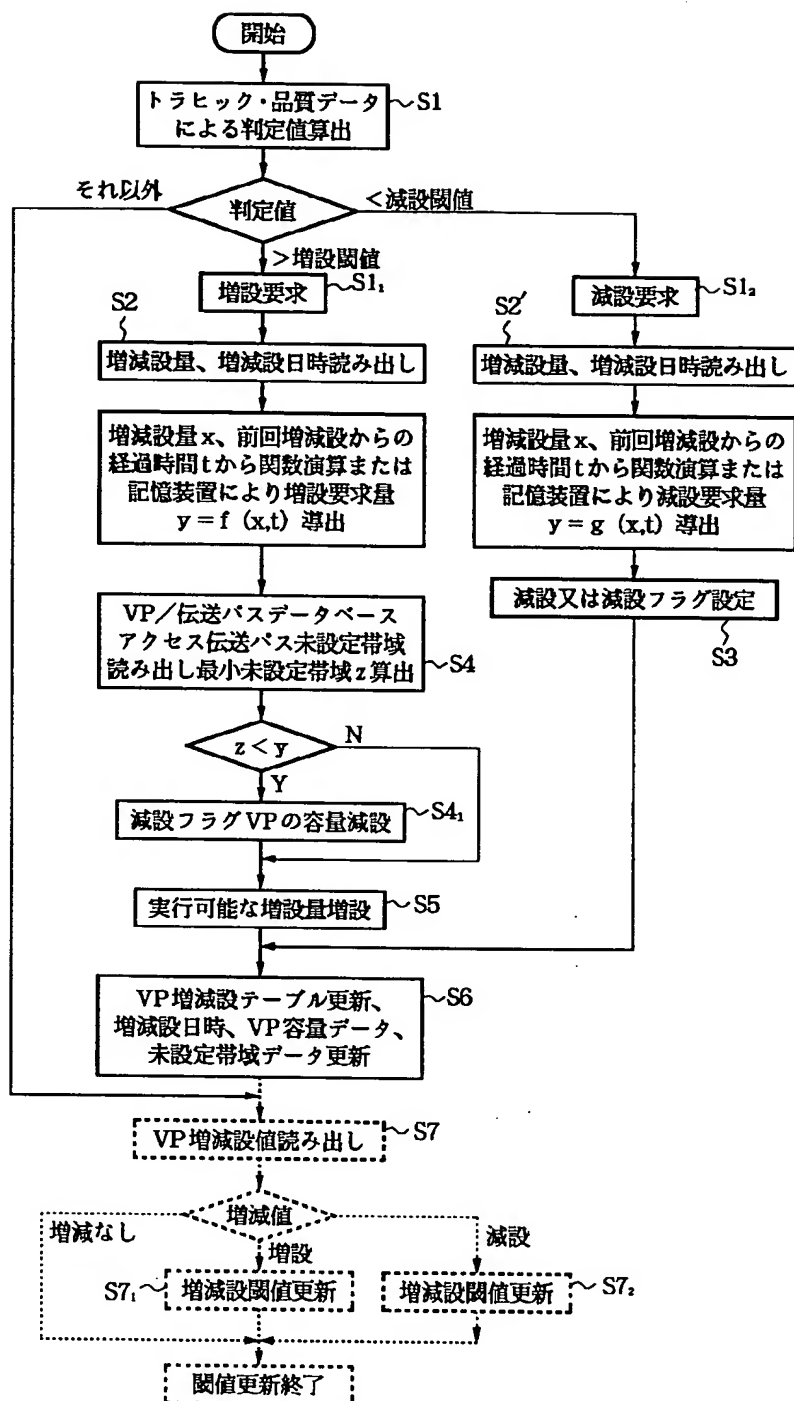 開始
トラヒック・品質データ
による判定値算出
S1
それ以外
判定値
<減設閾値
>増設閾値
増設要求
S1₁
減設要求
S1₂
S2
増減設量、増減設日時読み出し
S2′
増減設量、増減設日時読み出し
増減設量x、前回増減設からの
経過時間tから関数演算または
記憶装置により増設要求量
y=f (x,t) 導出
増減設量x、前回増減設からの
経過時間tから関数演算または
記憶装置により減設要求量
y=g (x,t) 導出
減設又は減設フラグ設定
S3
VP/伝送パスデータベース
アクセス伝送パス未設定帯域
読み出し最小未設定帯域z算出
S4
z<y
N
Y
減設フラグVPの容量減設
S4₁
実行可能な増設量増設
S5
VP増減設テーブル更新、
増減設日時、VP容量データ、
未設定帯域データ更新
S6
VP増減設値読み出し
S7
増減値
増減なし
増設
減設
S7₁
増減設閾値更新
増減設閾値更新
S7₂
閾値更新終了